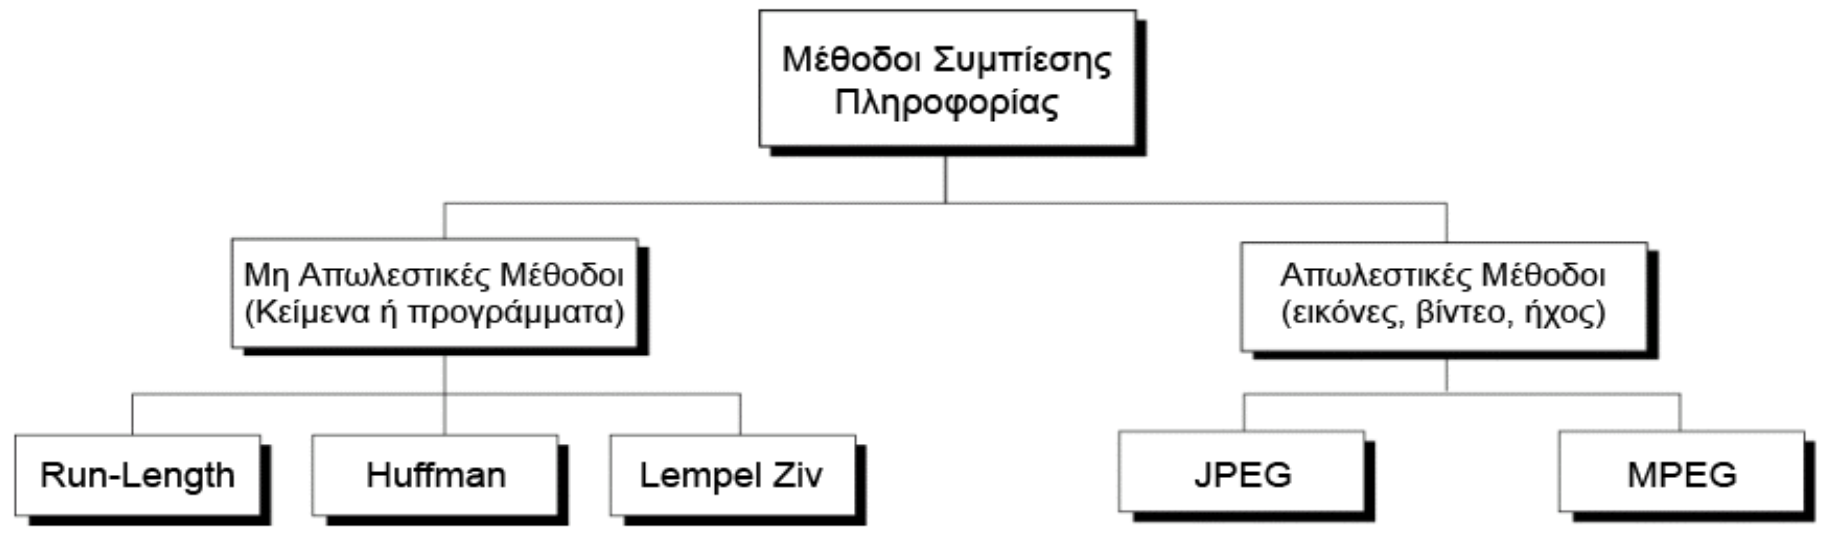 Μέθοδοι Συμπίεσης
Πληροφορίας
Μη Απωλεστικές Μέθοδοι
(Κείμενα ή προγράμματα)
Απωλεστικές Μέθοδοι
(εικόνες, βίντεο, ήχος)
Run-Length
Huffman
Lempel Ziv
JPEG
MPEG